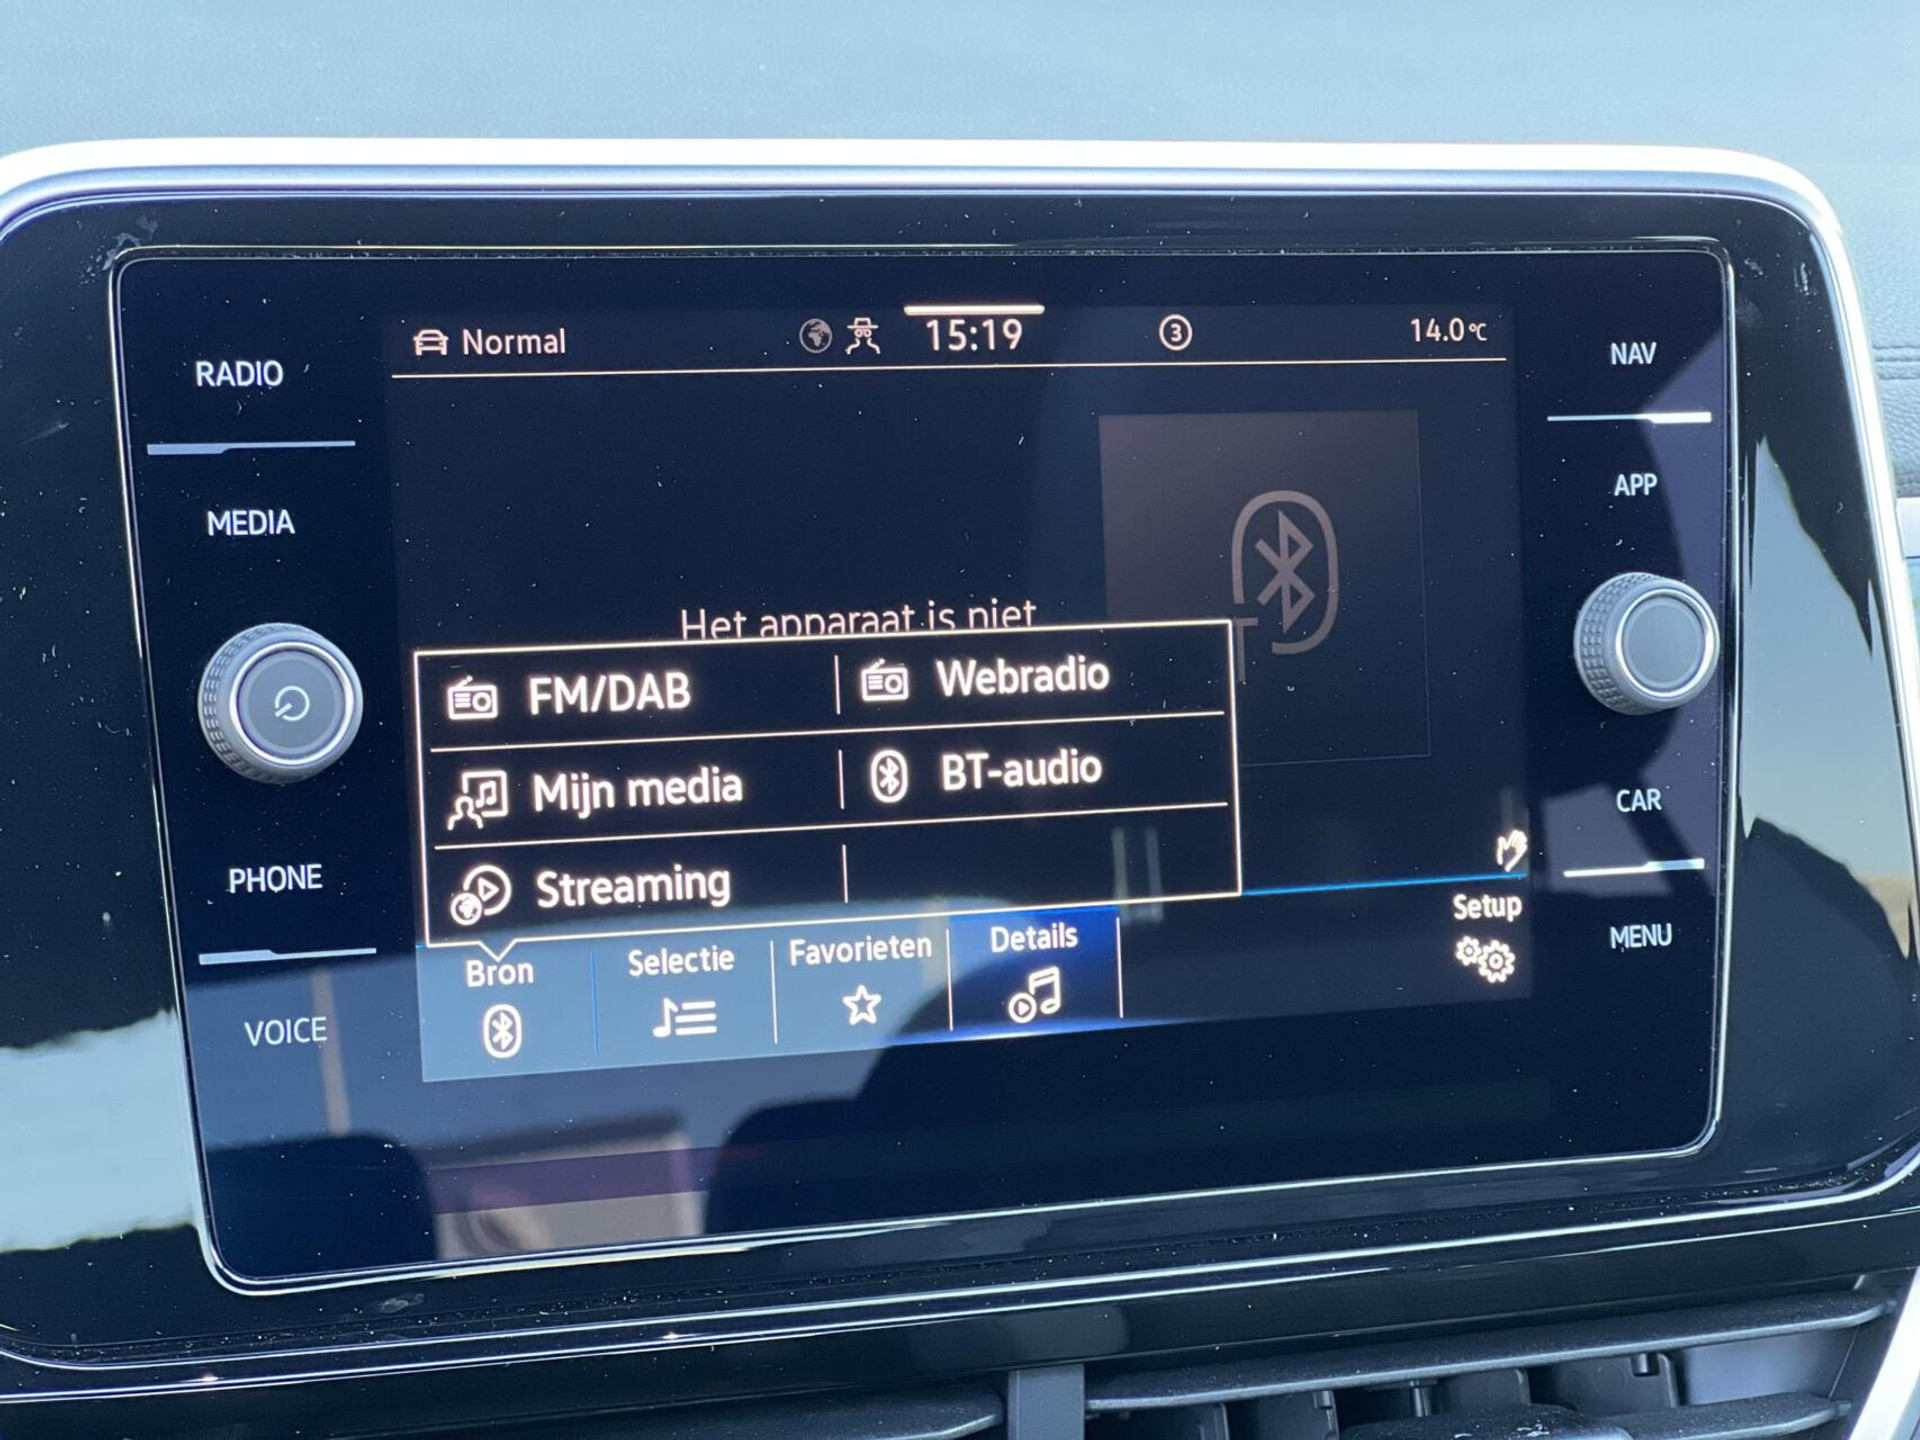 RADIO
MEDIA
PHONE
VOICE
Normal
15:19
3
14.0°C
Het apparaat is niet
FM/DAB
Webradio
Mijn media
BT-audio
Streaming
Bron
Selectie
Favorieten
Details
Setup
NAV
APP
CAR
MENU